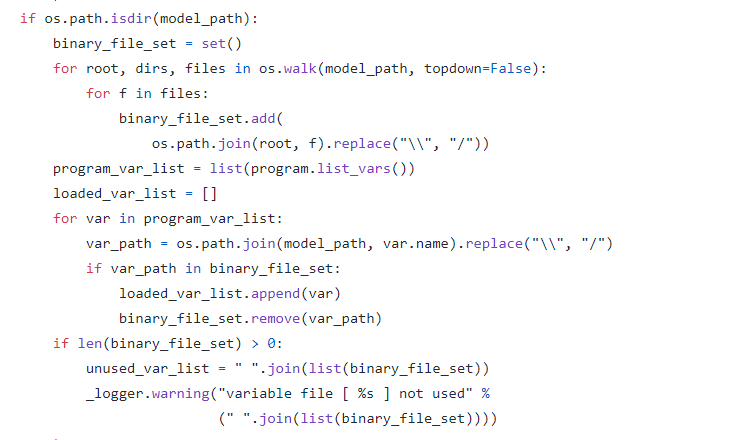 if os.path.isdir(model_path):
    binary_file_set = set()
    for root, dirs, files in os.walk(model_path, topdown=False):
        for f in files:
            binary_file_set.add(
                os.path.join(root, f).replace("\\", "/"))
    program_var_list = list(program.list_vars())
    loaded_var_list = []
    for var in program_var_list:
        var_path = os.path.join(model_path, var.name).replace("\\", "/")
        if var_path in binary_file_set:
            loaded_var_list.append(var)
            binary_file_set.remove(var_path)
    if len(binary_file_set) > 0:
        unused_var_list = " ".join(list(binary_file_set))
        _logger.warning("variable file [ %s ] not used" %
                        (" ".join(list(binary_file_set))))